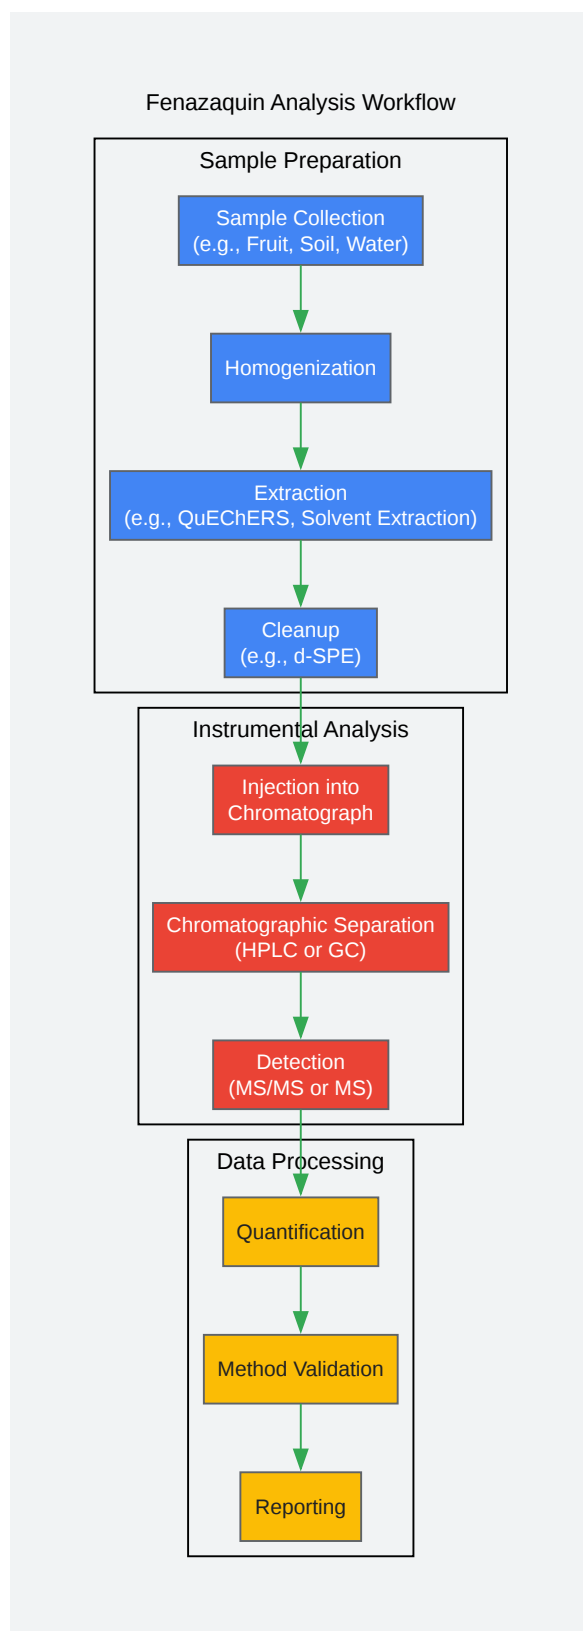 Fenazaquin Analysis Workflow
Sample Preparation
Sample Collection
(e.g., Fruit, Soil, Water)
Homogenization
Extraction
(e.g., QuEChERS, Solvent Extraction)
Cleanup
(e.g., d-SPE)
Instrumental Analysis
Injection into
Chromatograph
Chromatographic Separation
(HPLC or GC)
Detection
(MS/MS or MS)
Data Processing
Quantification
Method Validation
Reporting